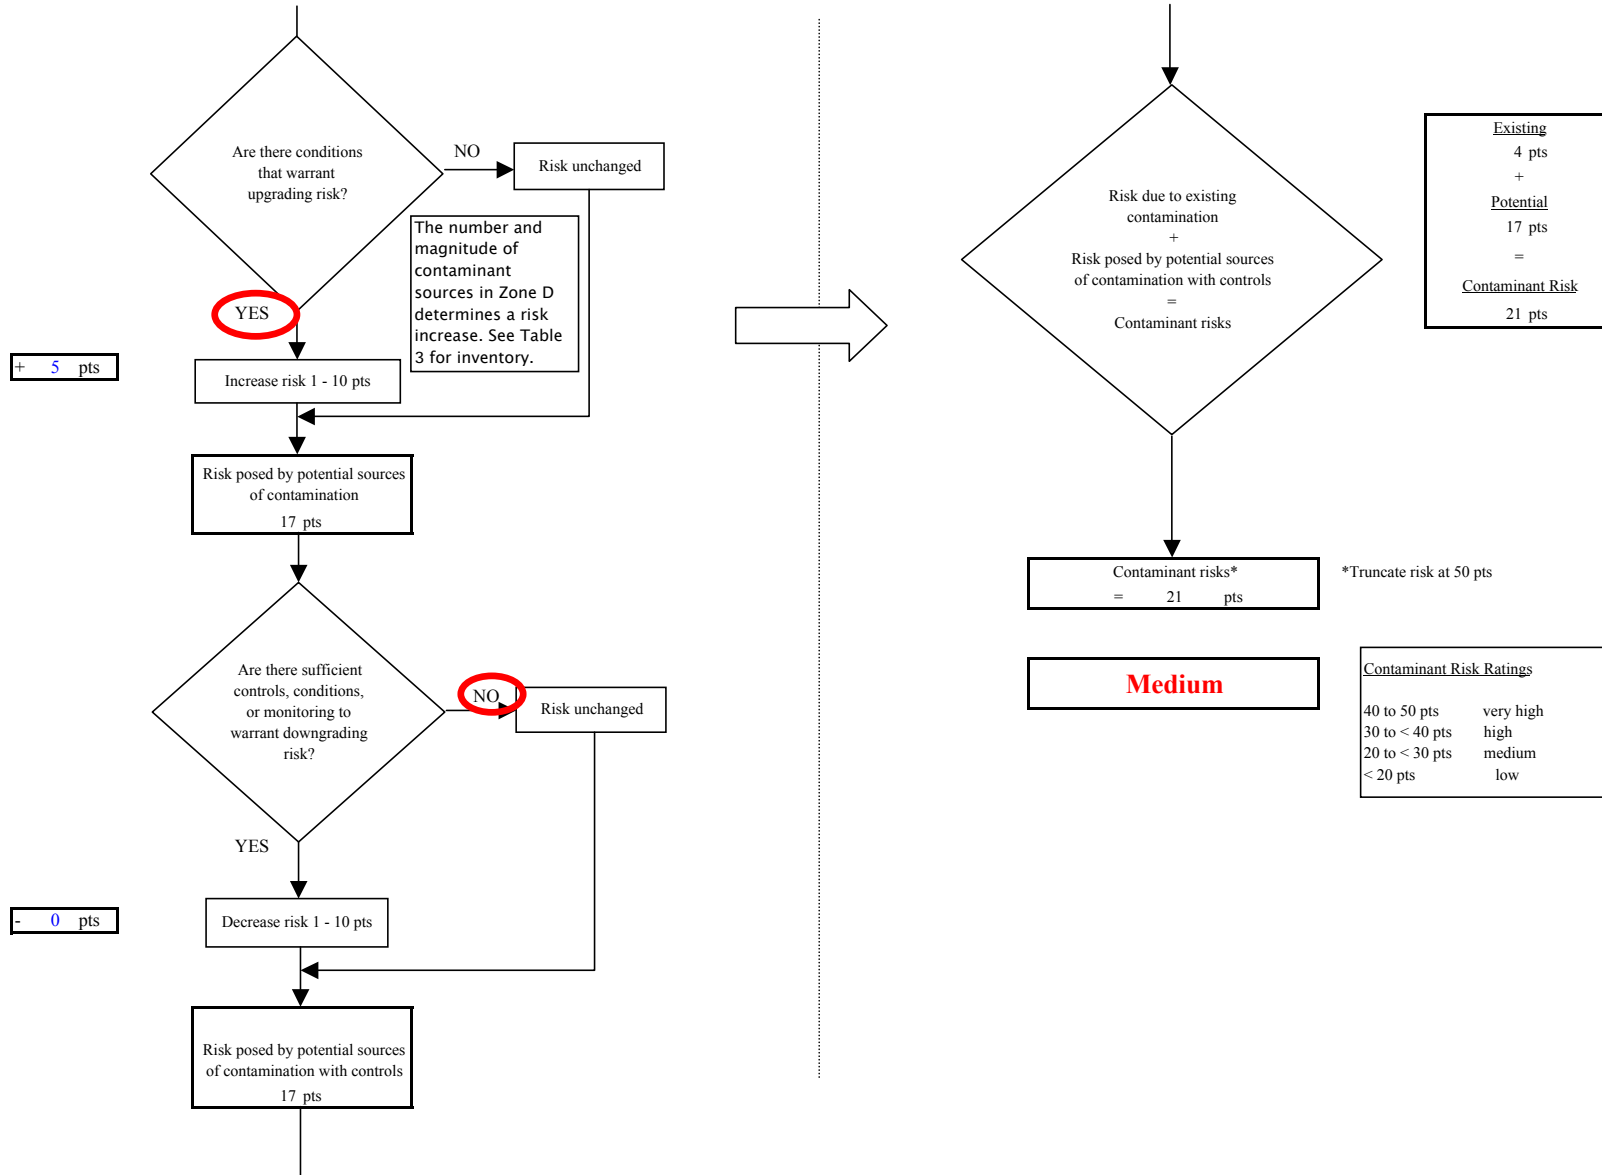 Are there conditions
that warrant
upgrading risk?
NO
Risk unchanged
The number and
magnitude of
contaminant
sources in Zone D
determines a risk
increase. See Table
3 for inventory.
YES
+ 5 pts
Increase risk 1 - 10 pts
Risk posed by potential sources
of contamination
17 pts
Are there sufficient
controls, conditions,
or monitoring to
warrant downgrading
risk?
NO
Risk unchanged
YES
- 0 pts
Decrease risk 1 - 10 pts
Risk posed by potential sources
of contamination with controls
17 pts
Risk due to existing
contamination
+
Risk posed by potential sources
of contamination with controls
=
Contaminant risks
Existing
4 pts
+
Potential
17 pts
=
Contaminant Risk
21 pts
Contaminant risks*
= 21 pts
*Truncate risk at 50 pts
Medium
Contaminant Risk Ratings
40 to 50 pts very high
30 to < 40 pts high
20 to < 30 pts medium
< 20 pts low